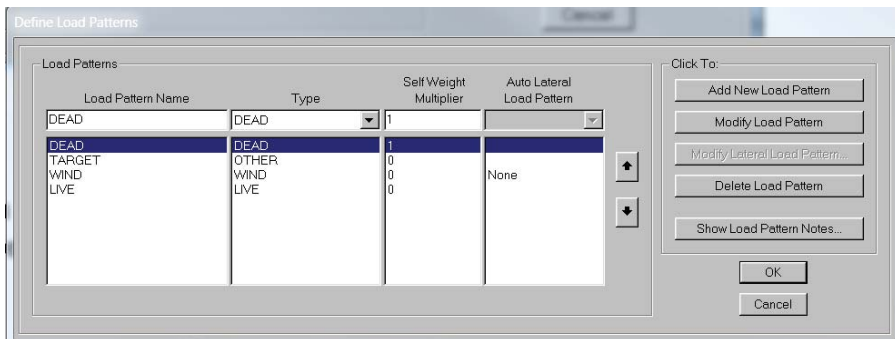 Cancel
Define Load Patterns
Load Patterns
Load Pattern Name
Type
Self Weight Multiplier
Auto Lateral Load Pattern
DEAD DEAD 1
DEAD DEAD 1
TARGET OTHER 0
WIND WIND 0 None
LIVE LIVE 0
Click To:
Add New Load Pattern
Modify Load Pattern
Modify Lateral Load Pattern...
Delete Load Pattern
Show Load Pattern Notes...
OK
Cancel